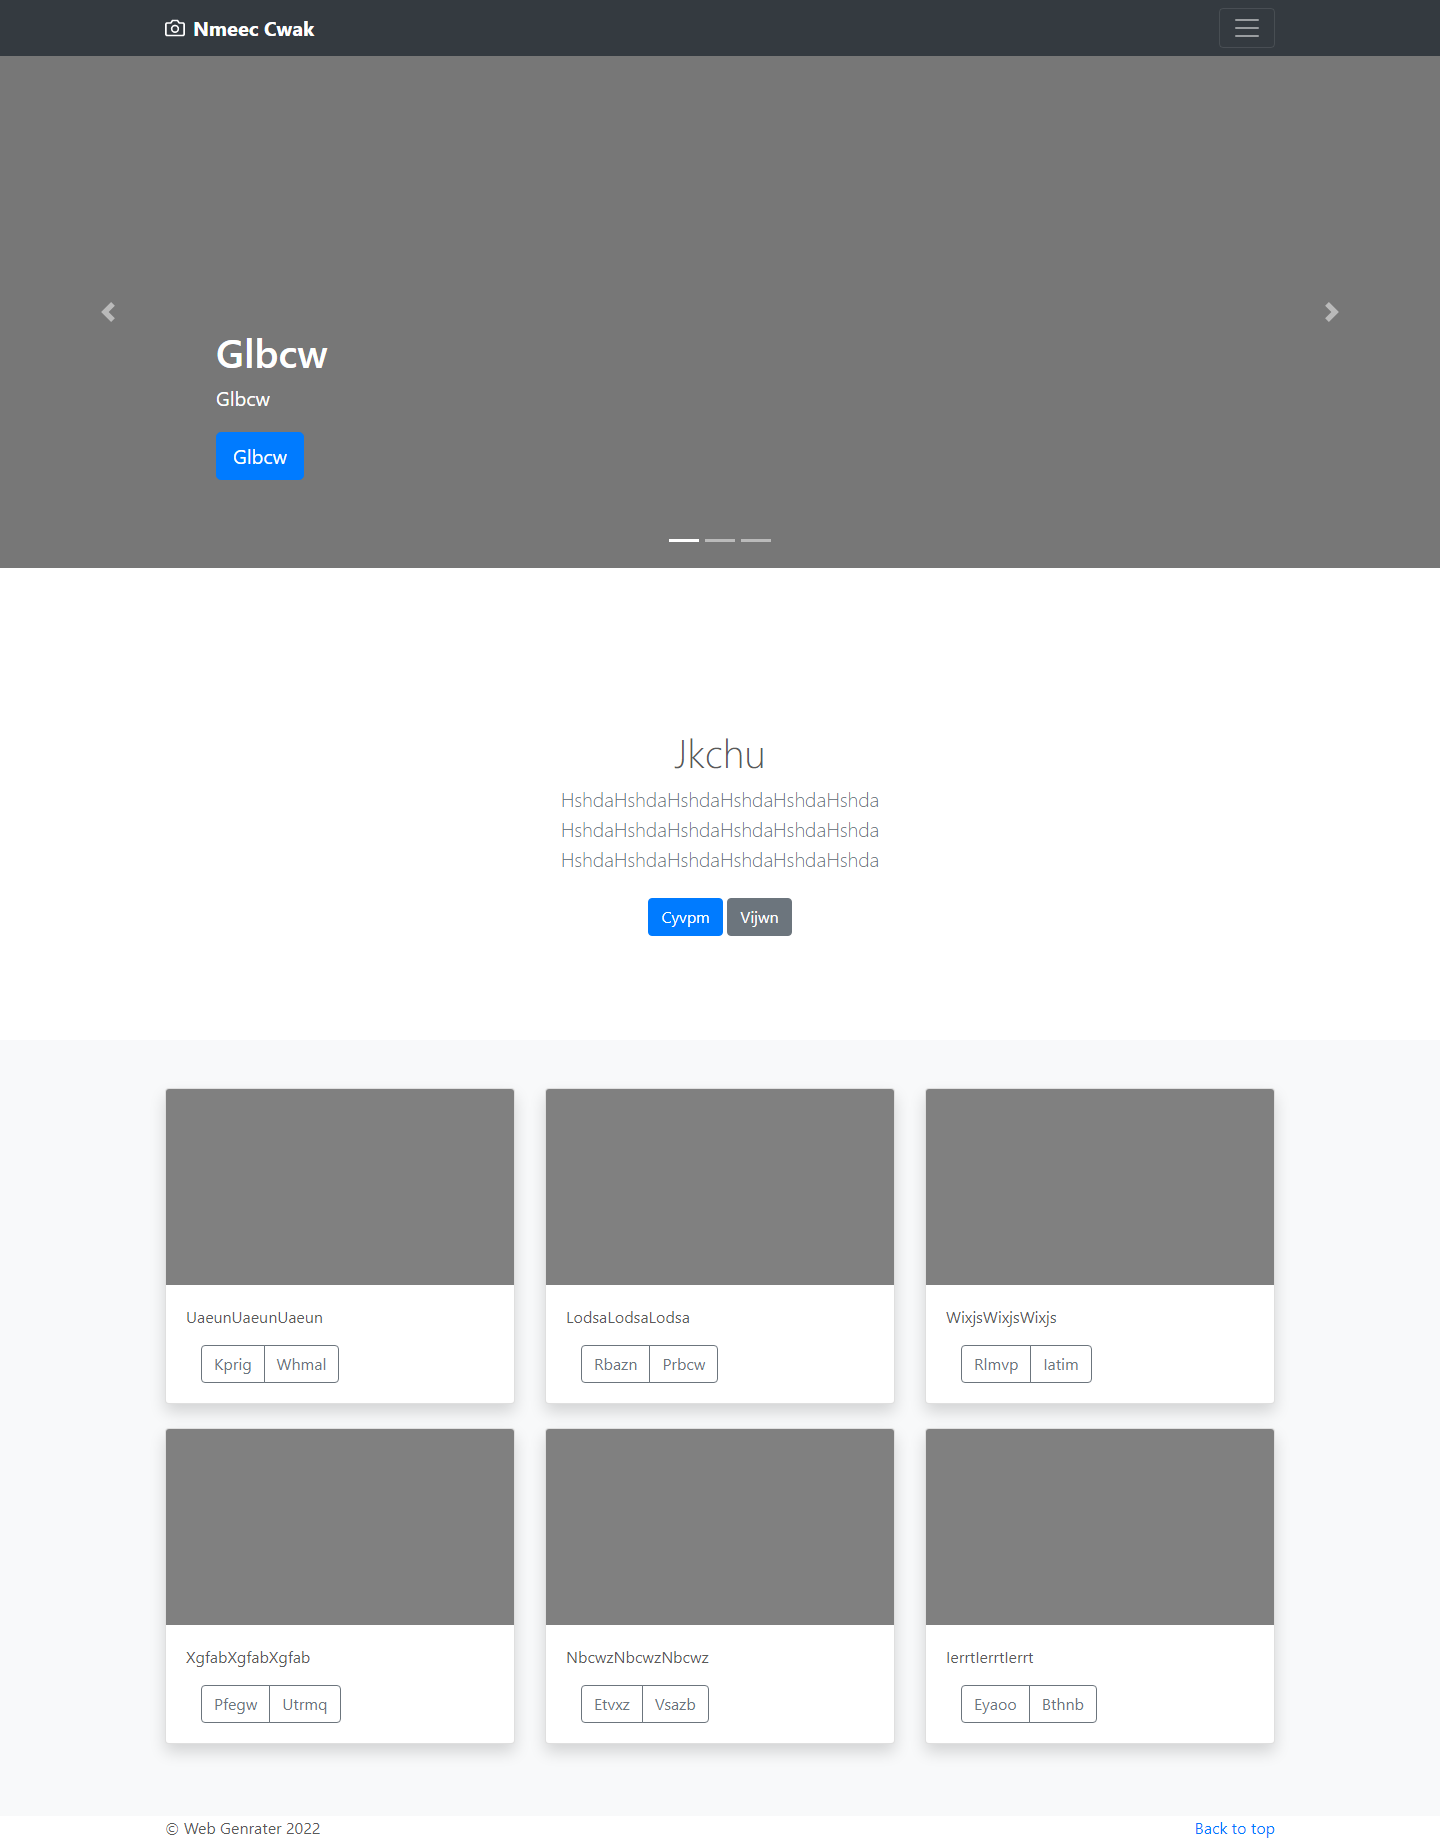 Nmeec Cwak
Glbcw
Glbcw
Glbcw
Jkchu
HshdaHshdaHshdaHshdaHshdaHshda
HshdaHshdaHshdaHshdaHshdaHshda
HshdaHshdaHshdaHshdaHshdaHshda
Cyvpm Vijwn
UaeunUaeunUaeun
Kprig Whmal
LodsaLodsaLodsa
Rbazn Prbcw
WixjsWixjsWixjs
Rlmvp Iatim
XgfabXgfabXgfab
Pfegw Utrmq
NbcwzNbcwzNbcwz
Etvxz Vsazb
IerrtIerrtIerrt
Eyaoo Bthnb
© Web Genrater 2022
Back to top